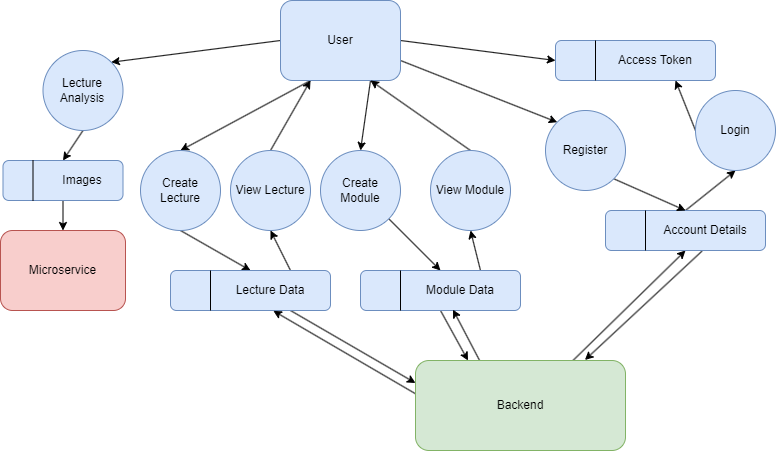 User
Access Token
Lecture
Analysis
Login
Register
Images
Create
Lecture
View Lecture
Create
Module
View Module
Account Details
Microservice
Lecture Data
Module Data
Backend